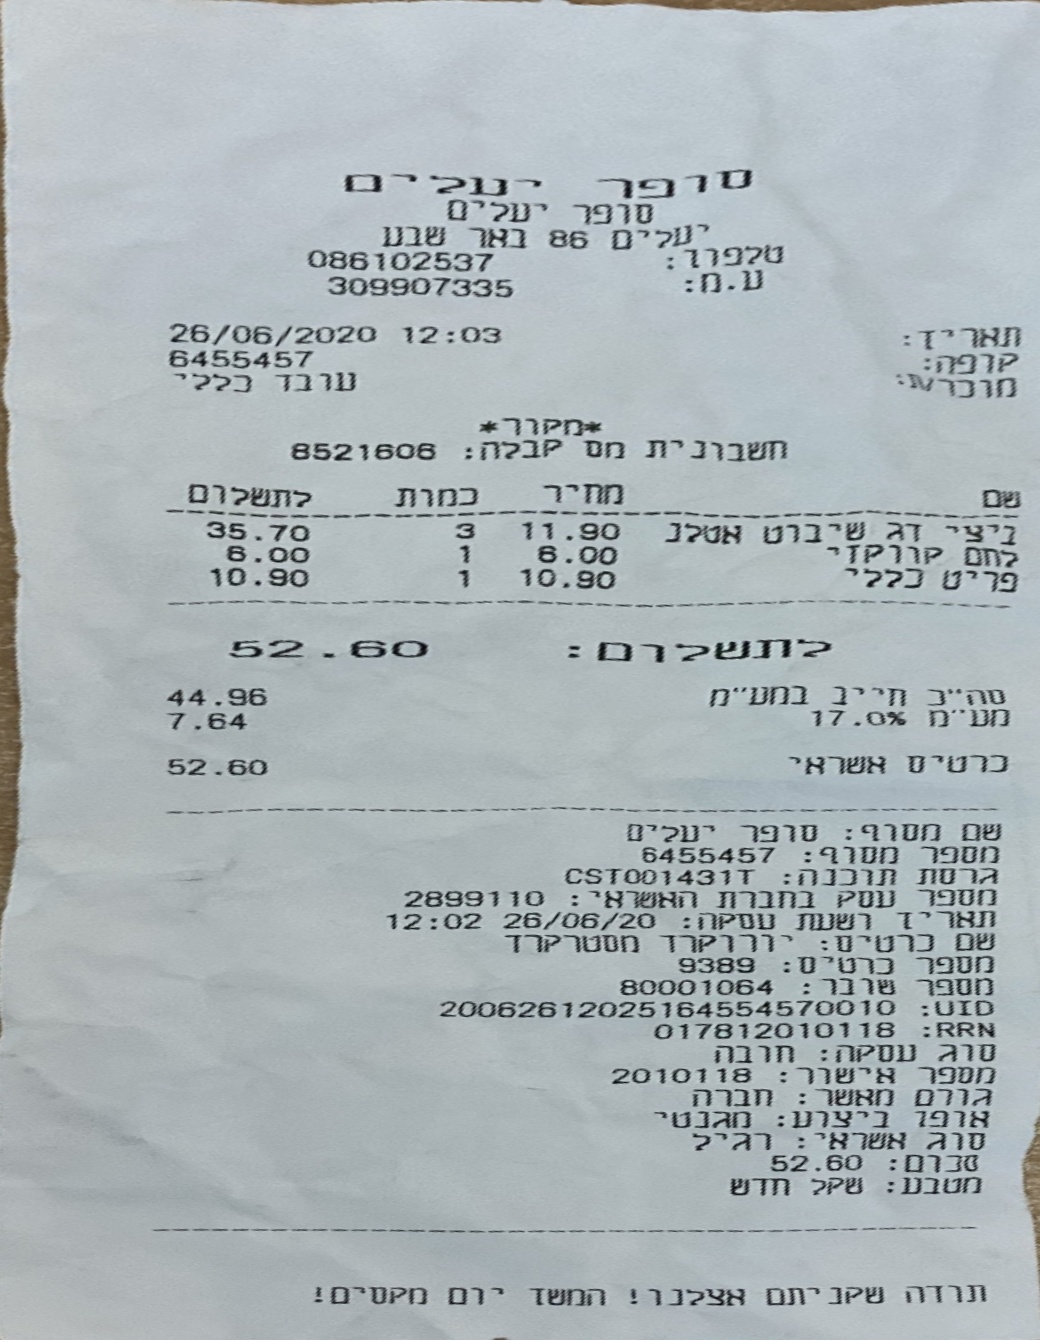 סופר יעלים
סופר יעלים
יעלים 86 באר שבע
טלפון: 086102537
ע.מ: 309907335
תאריך: 26/06/2020 12:03
קופה: 6455457
מוכר/ת: עובד כללי
*מקור*
חשבונית מס קבלה: 8521606
שם מחיר כמות לתשלום
ביצי דג שיבוט אטלנ 11.90 3 35.70
לחם קווקזי 6.00 1 6.00
פריט כללי 10.90 1 10.90
לתשלום: 52.60
סה"כ חייב במע"מ 44.96
מע"מ 17.0% 7.64
כרטיס אשראי 52.60
שם מסוף: סופר יעלים
מספר מסוף: 6455457
גרסת תוכנה: CST001431T
מספר עסק בחברת האשראי: 2899110
תאריך ושעת עסקה: 26/06/20 12:02
שם כרטיס: יורוקרד מסטרקרד
מספר כרטיס: 9389
מספר שובר: 80001064
UID: 20062612025164554570010
RRN: 017812010118
סוג עסקה: חובה
מספר אישור: 2010118
גורם מאשר: חברה
אופן ביצוע: מגנטי
סוג אשראי: רגיל
סכום: 52.60
מטבע: שקל חדש
תודה שקניתם אצלנו! המשך יום מקסים!